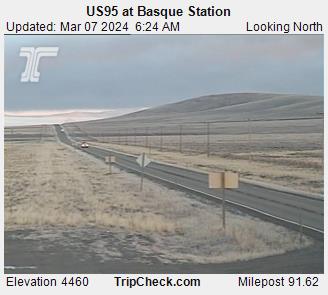 US95 at Basque Station
Updated: Mar 07 2024 6:24 AM Looking North
Elevation 4460 TripCheck.com Milepost 91.62